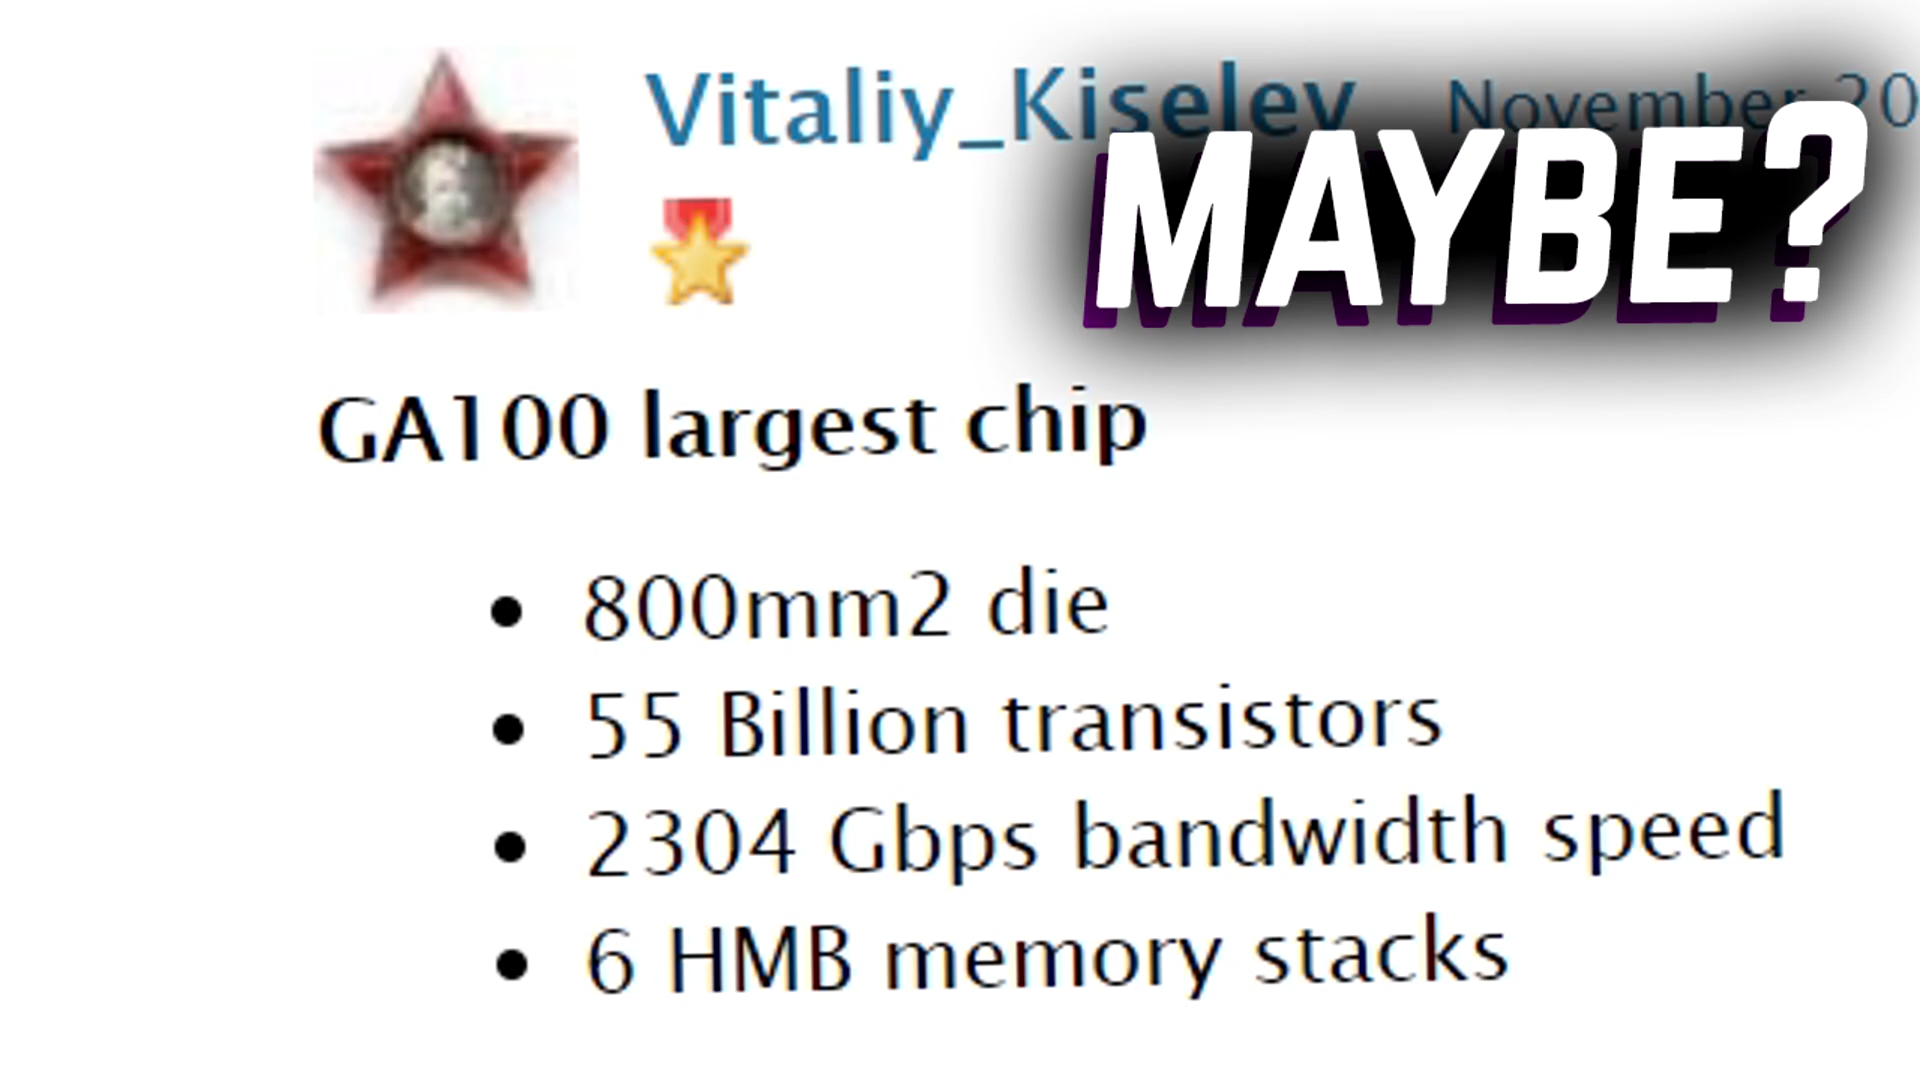 Vitaliy_Kiselev November 20
MAYBE?
GA100 largest chip
• 800mm2 die
• 55 Billion transistors
• 2304 Gbps bandwidth speed
• 6 HMB memory stacks